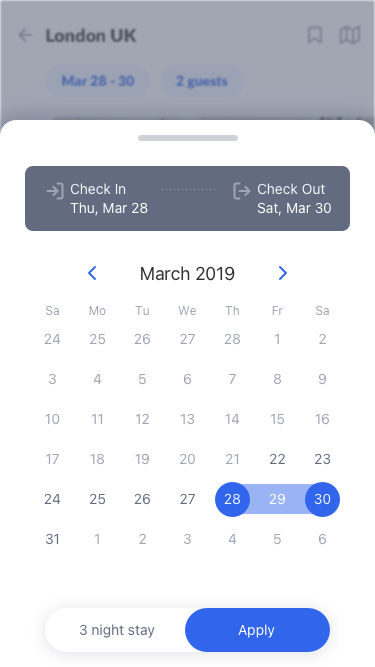 London UK
Mar 28 - 30 2 guests
Check In Check Out
Thu, Mar 28 Sat, Mar 30
March 2019
Sa Mo Tu We Th Fr Sa
24 25 26 27 28 1 2
3 4 5 6 7 8 9
10 11 12 13 14 15 16
17 18 19 20 21 22 23
24 25 26 27 28 29 30
31 1 2 3 4 5 6
3 night stay Apply